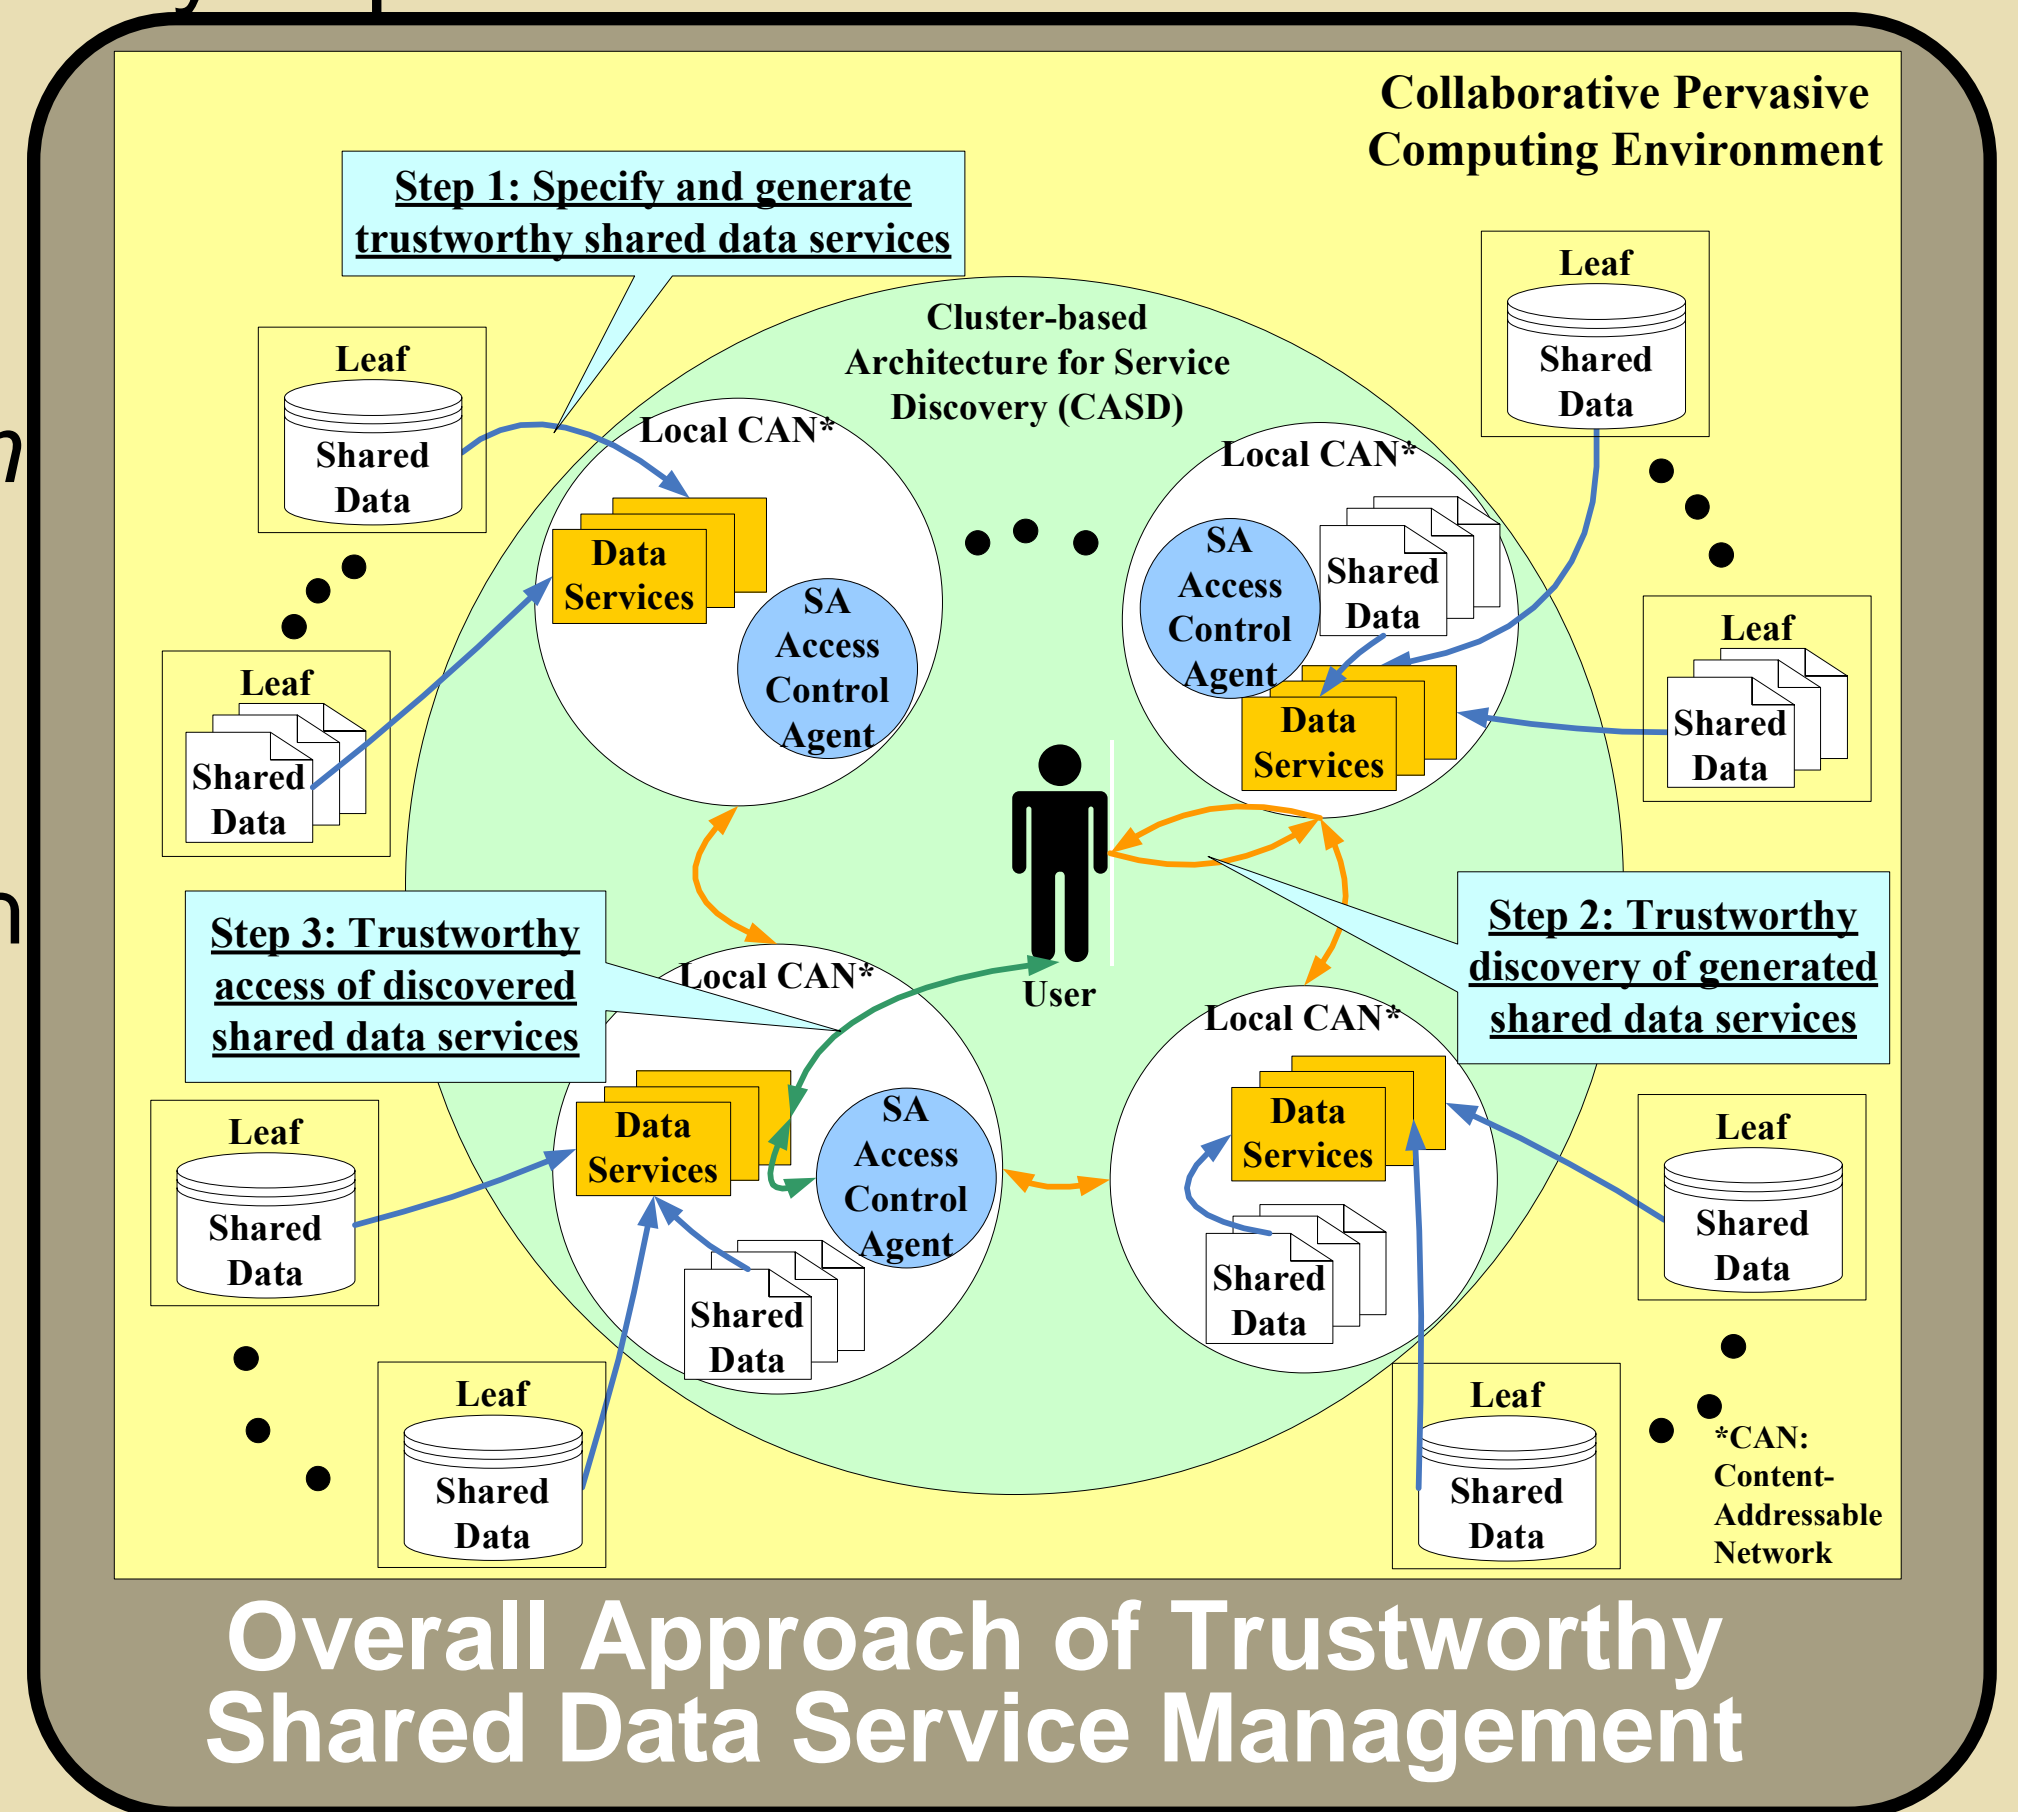 Collaborative Pervasive
Computing Environment
Step 1: Specify and generate
trustworthy shared data services
Cluster-based
Architecture for Service
Discovery (CASD)
Leaf
Shared
Data
Leaf
Shared
Data
Local CAN*
Data
Services
SA
Access
Control
Agent
Local CAN*
SA
Access
Control
Agent
Shared
Data
Data
Services
Leaf
Shared
Data
Leaf
Shared
Data
User
Step 3: Trustworthy
access of discovered
shared data services
Step 2: Trustworthy
discovery of generated
shared data services
Local CAN*
Data
Services
SA
Access
Control
Agent
Shared
Data
Local CAN*
Data
Services
Shared
Data
Leaf
Shared
Data
Leaf
Shared
Data
Leaf
Shared
Data
Leaf
Shared
Data
*CAN:
Content-
Addressable
Network
Overall Approach of Trustworthy
Shared Data Service Management